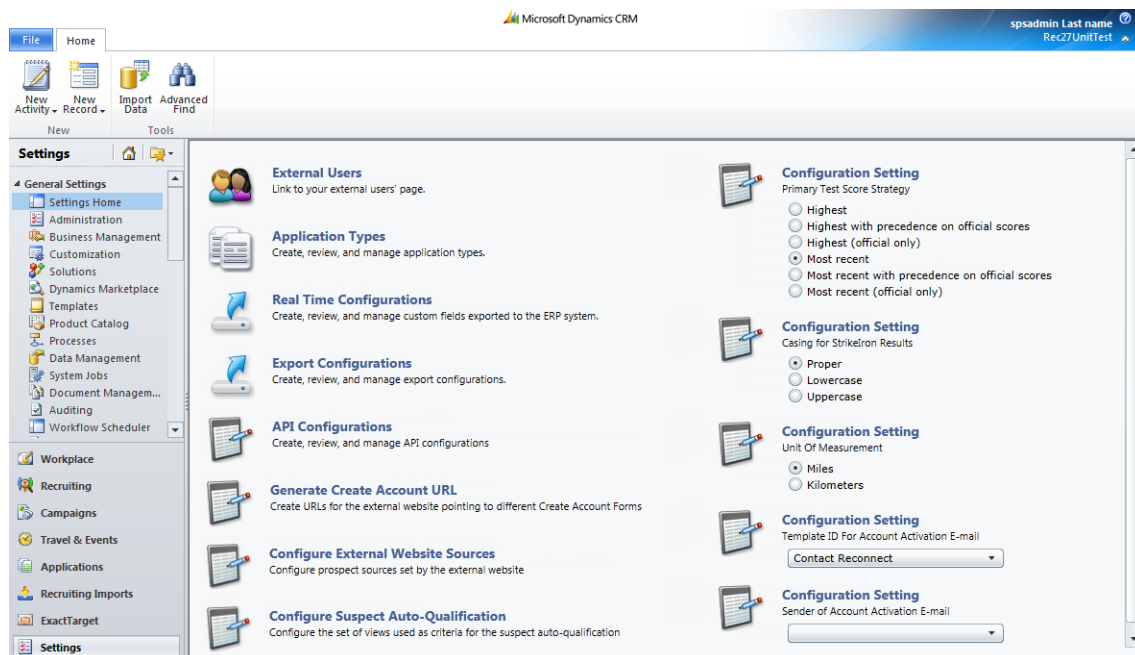 Microsoft Dynamics CRM
spsadmin Last name
Rec27UnitTest
File
Home
New Activity
New Record
Import Data
Advanced Find
New
Tools
Settings
General Settings
Settings Home
Administration
Business Management
Customization
Solutions
Dynamics Marketplace
Templates
Product Catalog
Processes
Data Management
System Jobs
Document Managem...
Auditing
Workflow Scheduler
Workplace
Recruiting
Campaigns
Travel & Events
Applications
Recruiting Imports
ExactTarget
Settings
External Users
Link to your external users' page.
Application Types
Create, review, and manage application types.
Real Time Configurations
Create, review, and manage custom fields exported to the ERP system.
Export Configurations
Create, review, and manage export configurations.
API Configurations
Create, review, and manage API configurations
Generate Create Account URL
Create URLs for the external website pointing to different Create Account Forms
Configure External Website Sources
Configure prospect sources set by the external website
Configure Suspect Auto-Qualification
Configure the set of views used as criteria for the suspect auto-qualification
Configuration Setting
Primary Test Score Strategy
Highest
Highest with precedence on official scores
Highest (official only)
Most recent
Most recent with precedence on official scores
Most recent (official only)
Configuration Setting
Casing for StrikeIron Results
Proper
Lowercase
Uppercase
Configuration Setting
Unit Of Measurement
Miles
Kilometers
Configuration Setting
Template ID For Account Activation E-mail
Contact Reconnect
Configuration Setting
Sender of Account Activation E-mail